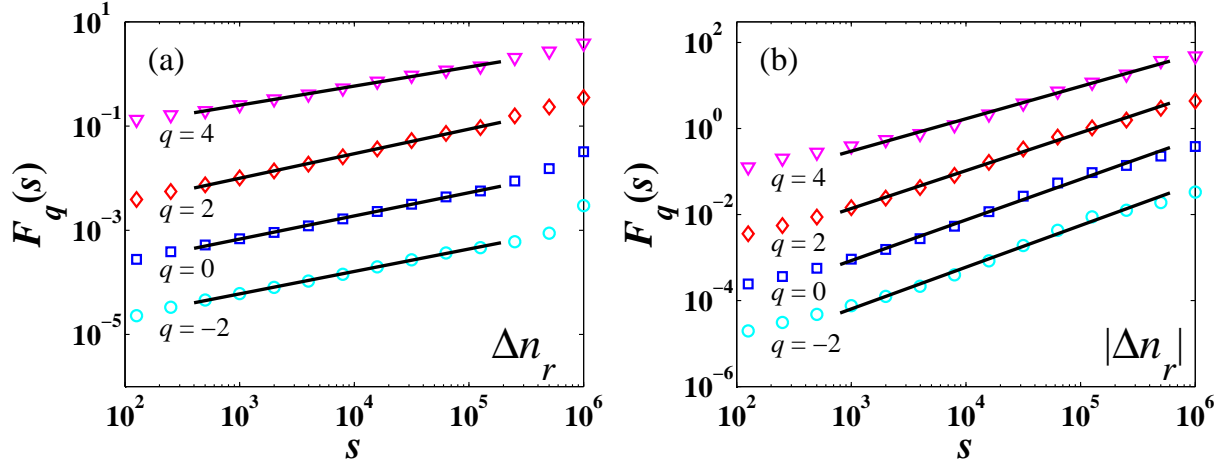 (a)
10^1
10^{-1}
10^{-3}
10^{-5}
F_q(s)
q = 4
q = 2
q = 0
q = −2
Δn_r
10^2 10^3 10^4 10^5 10^6
s
(b)
10^2
10^0
10^{-2}
10^{-4}
10^{-6}
F_q(s)
q = 4
q = 2
q = 0
q = −2
|Δn_r|
10^2 10^3 10^4 10^5 10^6
s